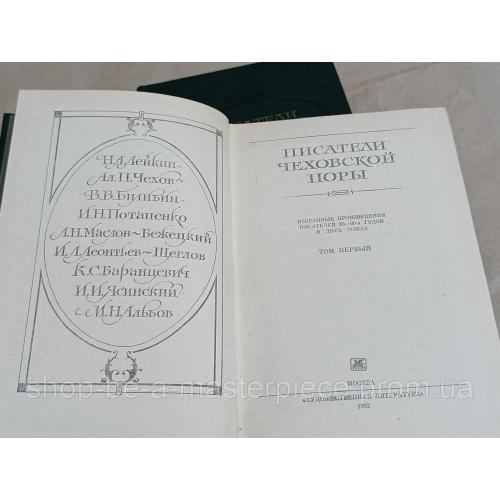 Н.А.Лейкин
Ал.П.Чехов
В.В.Билибин
И.Н.Потапенко
А.Н.Маслов~Бежецкий
И.Л.Леонтьев~Щеглов
К.С.Баранцевич
И.И.Ясинский
М.Н.Альбов
ПИСАТЕЛИ
ЧЕХОВСКОЙ
ПОРЫ
ИЗБРАННЫЕ ПРОИЗВЕДЕНИЯ
ПИСАТЕЛЕЙ 80—90-х ГОДОВ
В ДВУХ ТОМАХ
ТОМ ПЕРВЫЙ
МОСКВА
«ХУДОЖЕСТВЕННАЯ ЛИТЕРАТУРА»
1982
shop-be-a-masterpiece.prom.ua